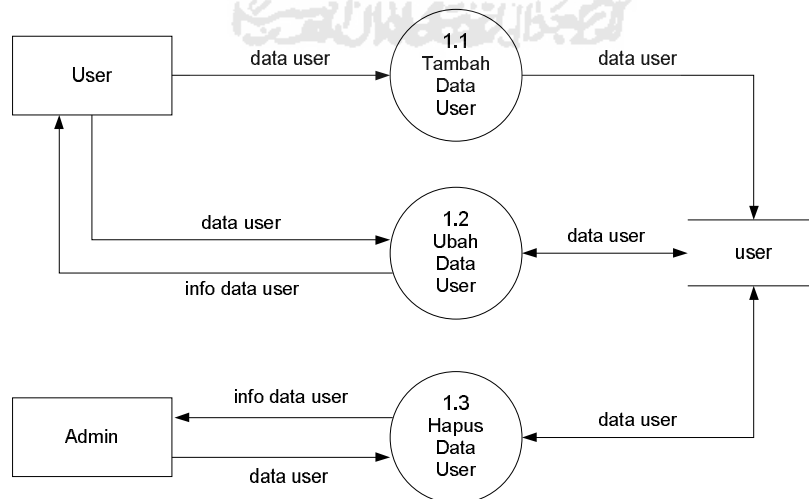 User
data user
1.1
Tambah
Data
User
data user
data user
info data user
1.2
Ubah
Data
User
data user
user
Admin
info data user
data user
1.3
Hapus
Data
User
data user